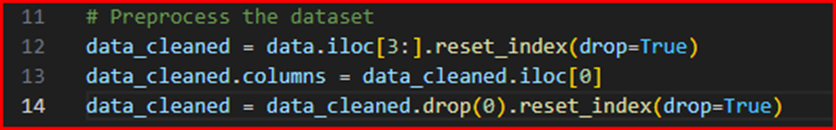 11 # Preprocess the dataset
12 data_cleaned = data.iloc[3:].reset_index(drop=True)
13 data_cleaned.columns = data_cleaned.iloc[0]
14 data_cleaned = data_cleaned.drop(0).reset_index(drop=True)